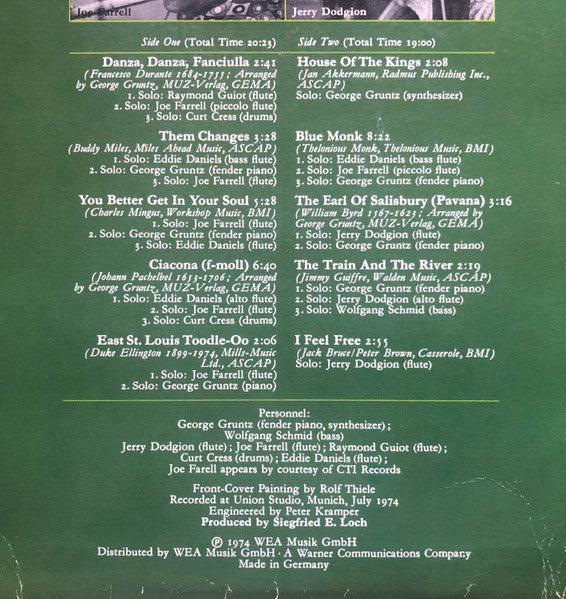 Joe Farrell
Jerry Dodgion
Side One (Total Time 20:23)
Danza, Danza, Fanciulla 2:41
(Francesco Durante 1684-1755; Arranged
by George Gruntz, MUZ-Verlag, GEMA)
1. Solo: Raymond Guiot (flute)
2. Solo: Joe Farrell (piccolo flute)
3. Solo: Curt Cress (drums)
Them Changes 3:28
(Buddy Miles, Miles Ahead Music, ASCAP)
1. Solo: Eddie Daniels (bass flute)
2. Solo: George Gruntz (fender piano)
3. Solo: Joe Farrell (flute)
You Better Get In Your Soul 5:28
(Charles Mingus, Workshop Music, BMI)
1. Solo: Joe Farrell (flute)
2. Solo: George Gruntz (fender piano)
3. Solo: Eddie Daniels (flute)
Ciacona (f-moll) 6:40
(Johann Pachelbel 1653-1706; Arranged
by George Gruntz, MUZ-Verlag, GEMA)
1. Solo: Eddie Daniels (alto flute)
2. Solo: Joe Farrell (flute)
3. Solo: Curt Cress (drums)
East St. Louis Toodle-Oo 2:06
(Duke Ellington 1899-1974, Mills-Music
Ltd., ASCAP)
1. Solo: Joe Farrell (flute)
2. Solo: George Gruntz (piano)
Side Two (Total Time 19:00)
House Of The Kings 2:08
(Jan Akkermann, Radmus Publishing Inc.,
ASCAP)
Solo: George Gruntz (synthesizer)
Blue Monk 8:22
(Thelonious Monk, Thelonious Music, BMI)
1. Solo: Eddie Daniels (flute)
2. Solo: Joe Farrell (piccolo flute)
3. Solo: George Gruntz (fender piano)
The Earl Of Salisbury (Pavana) 3:16
(William Byrd 1567-1623; Arranged by
George Gruntz, MUZ-Verlag, GEMA)
1. Solo: Jerry Dodgion (flute)
2. Solo: George Gruntz (fender piano)
The Train And The River 2:19
(Jimmy Giuffre, Walden Music, ASCAP)
1. Solo: George Gruntz (fender piano)
2. Solo: Jerry Dodgion (alto flute)
3. Solo: Wolfgang Schmid (bass)
I Feel Free 2:55
(Jack Bruce/Peter Brown, Casserole, BMI)
Solo: Jerry Dodgion (flute)
Personnel:
George Gruntz (fender piano, synthesizer);
Wolfgang Schmid (bass)
Jerry Dodgion (flute); Joe Farrell (flute); Raymond Guiot (flute);
Curt Cress (drums); Eddie Daniels (flute);
Joe Farell appears by courtesy of CTI Records
Front-Cover Painting by Rolf Thiele
Recorded at Union Studio, Munich, July 1974
Engineered by Peter Kramper
Produced by Siegfried E. Loch
℗ 1974 WEA Musik GmbH
Distributed by WEA Musik GmbH · A Warner Communications Company
Made in Germany